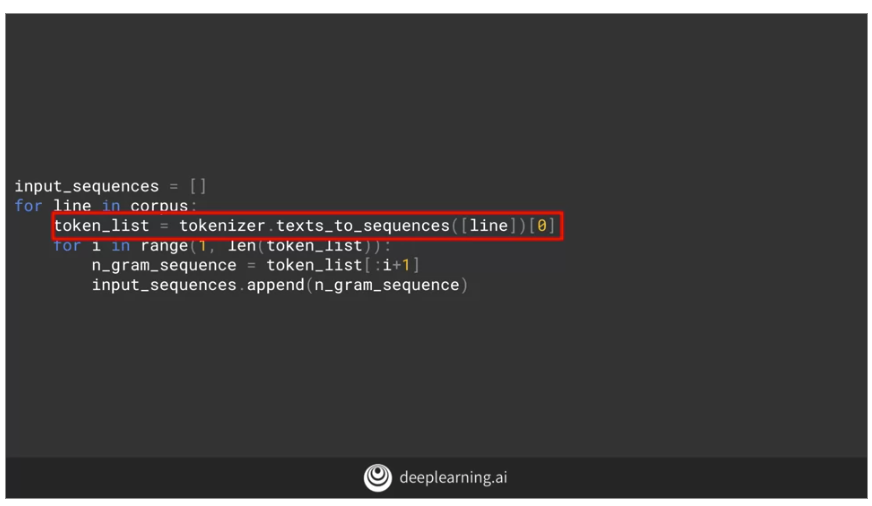 input_sequences = []
for line in corpus:
    token_list = tokenizer.texts_to_sequences([line])[0]
    for i in range(1, len(token_list)):
        n_gram_sequence = token_list[:i+1]
        input_sequences.append(n_gram_sequence)
deeplearning.ai